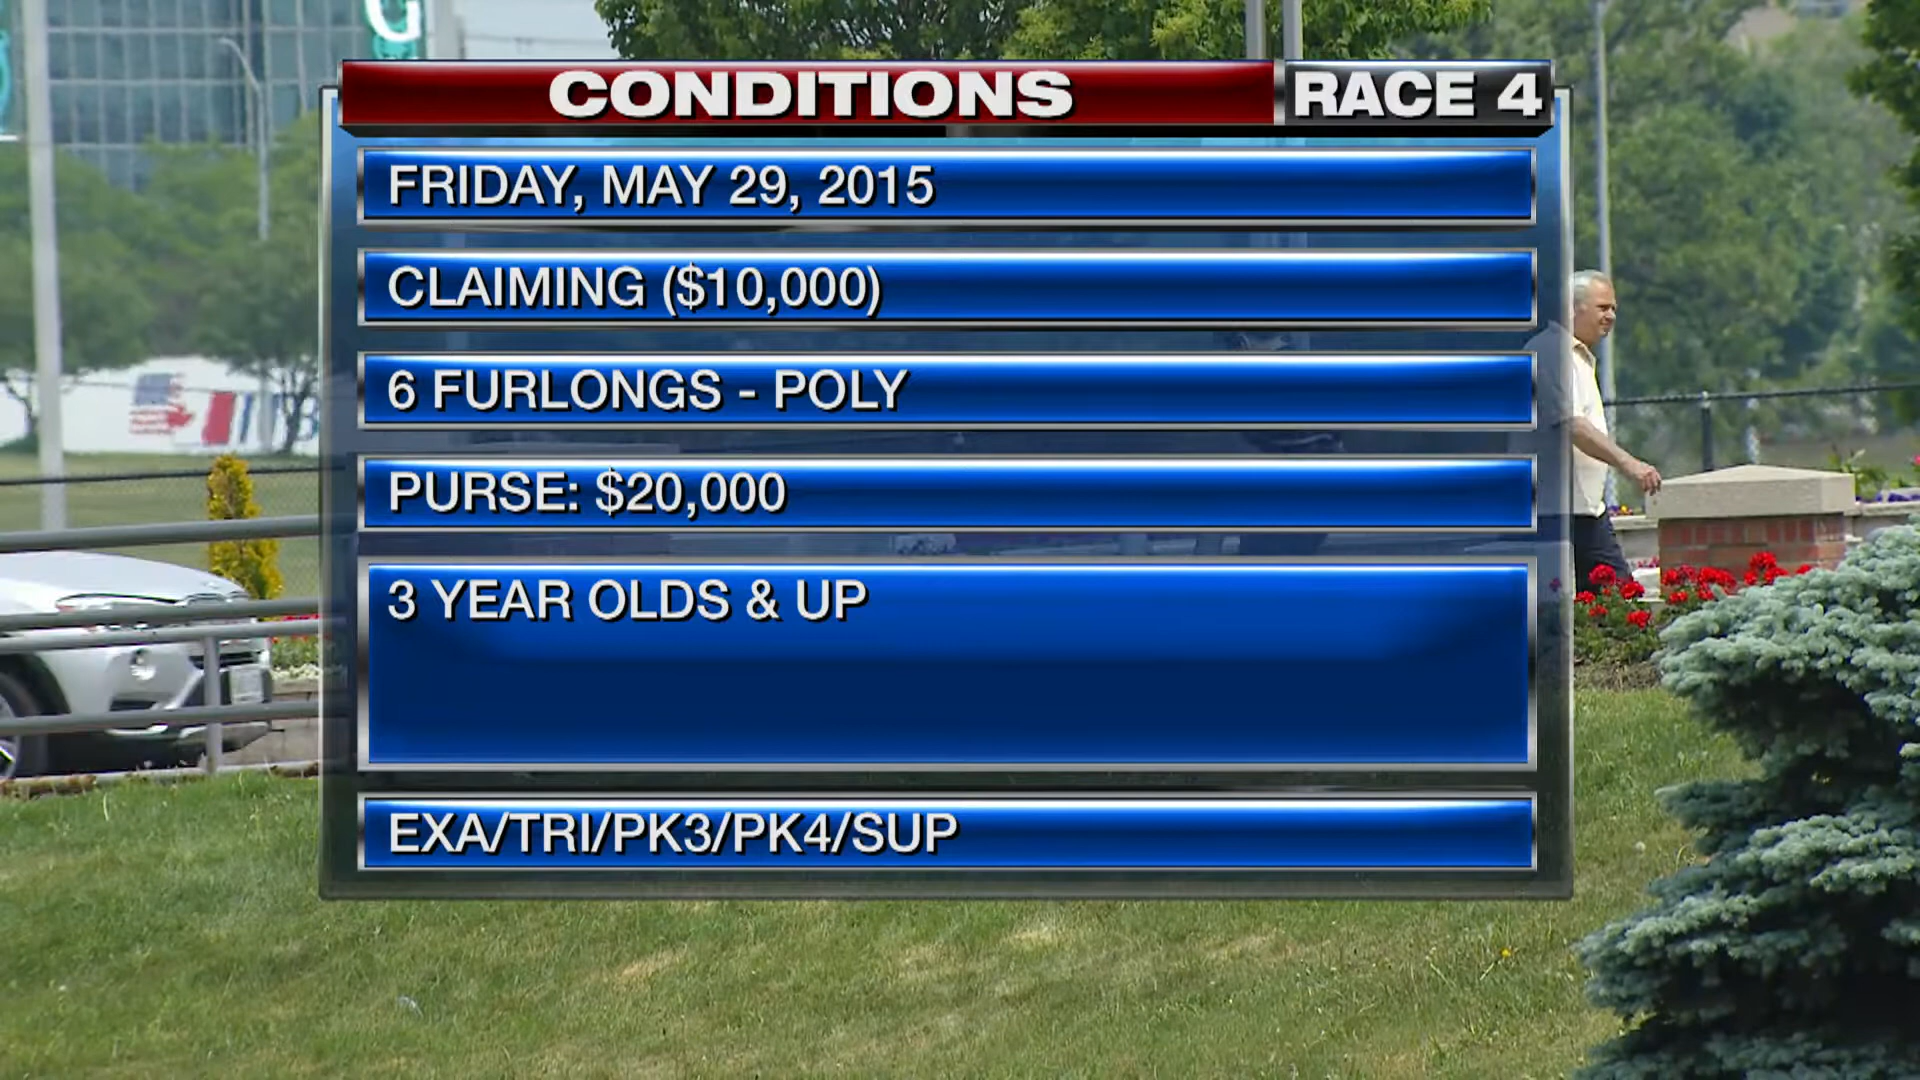 CONDITIONS
RACE 4
FRIDAY, MAY 29, 2015
CLAIMING ($10,000)
6 FURLONGS - POLY
PURSE: $20,000
3 YEAR OLDS & UP
EXA/TRI/PK3/PK4/SUP